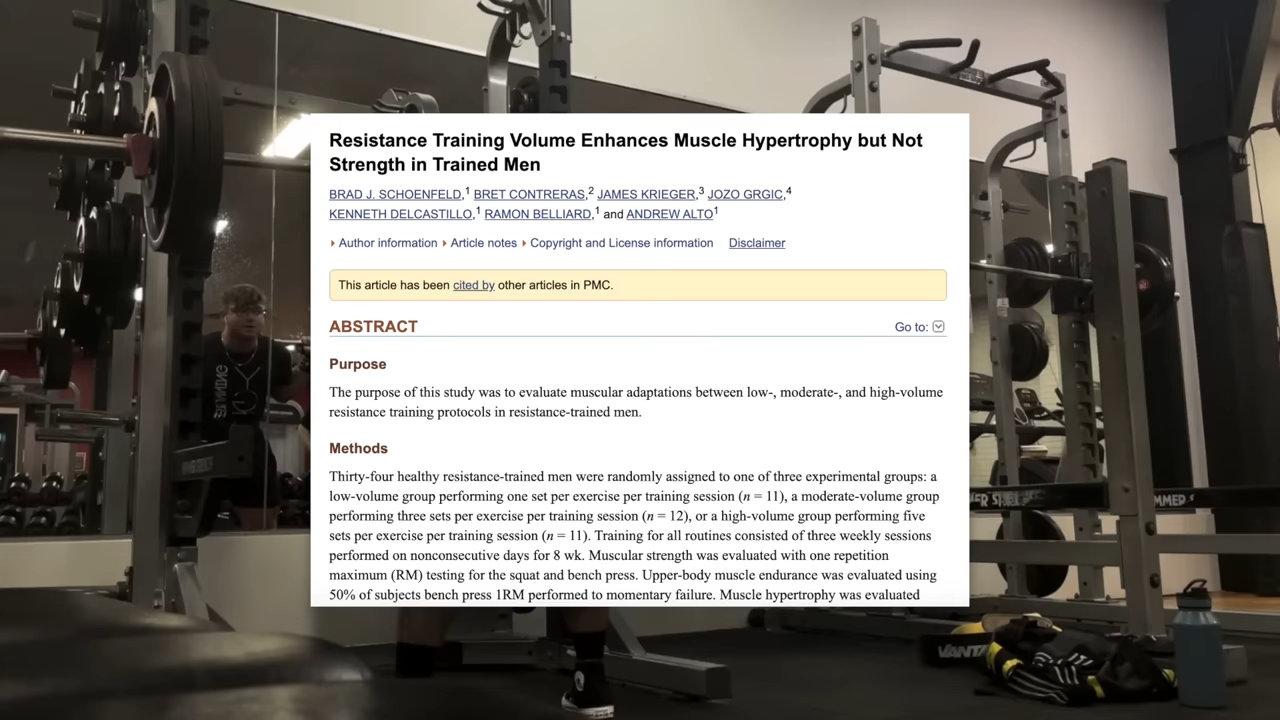 Resistance Training Volume Enhances Muscle Hypertrophy but Not
Strength in Trained Men
BRAD J. SCHOENFELD,1 BRET CONTRERAS,2 JAMES KRIEGER,3 JOZO GRGIC,4
KENNETH DELCASTILLO,1 RAMON BELLIARD,1 and ANDREW ALTO1
Author information Article notes Copyright and License information Disclaimer
This article has been cited by other articles in PMC.
ABSTRACT Go to:
Purpose
The purpose of this study was to evaluate muscular adaptations between low-, moderate-, and high-volume
resistance training protocols in resistance-trained men.
Methods
Thirty-four healthy resistance-trained men were randomly assigned to one of three experimental groups: a
low-volume group performing one set per exercise per training session (n = 11), a moderate-volume group
performing three sets per exercise per training session (n = 12), or a high-volume group performing five
sets per exercise per training session (n = 11). Training for all routines consisted of three weekly sessions
performed on nonconsecutive days for 8 wk. Muscular strength was evaluated with one repetition
maximum (RM) testing for the squat and bench press. Upper-body muscle endurance was evaluated using
50% of subjects bench press 1RM performed to momentary failure. Muscle hypertrophy was evaluated